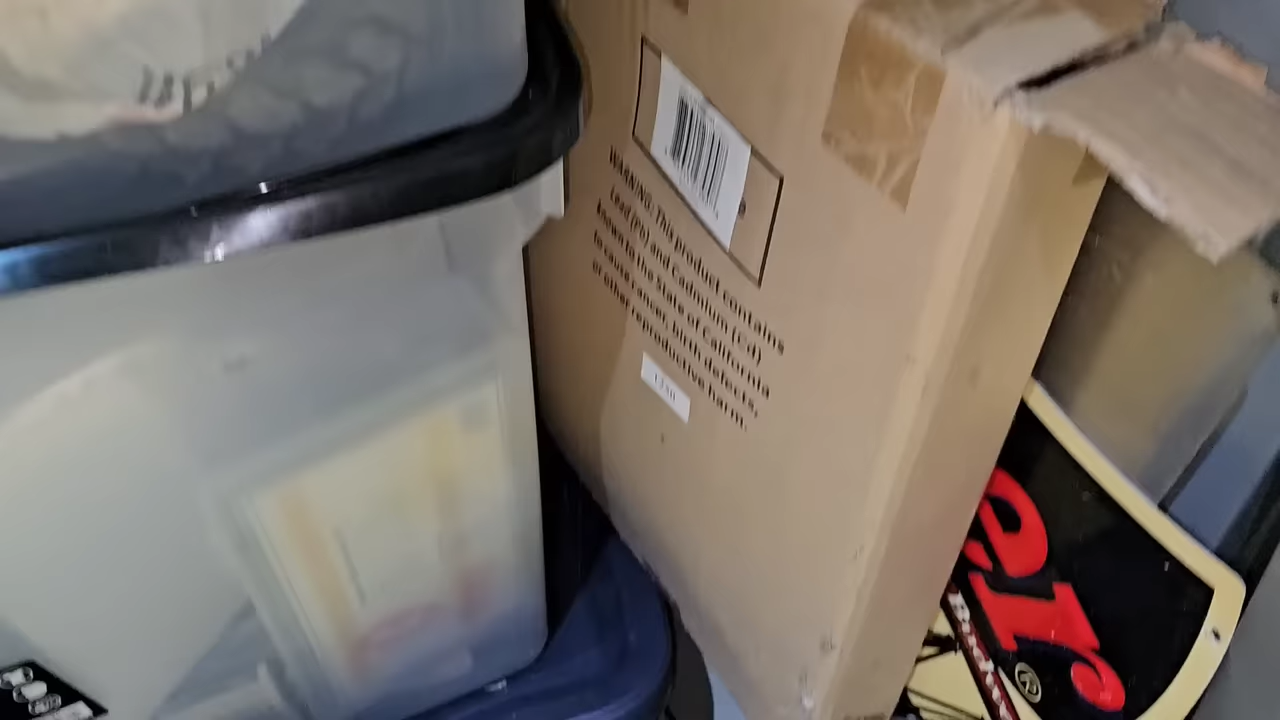 WARNING: This product contains
Lead (Pb) and Cadmium (Cd)
known to the State of California
to cause cancer, birth defects,
or other reproductive harm.
er
®